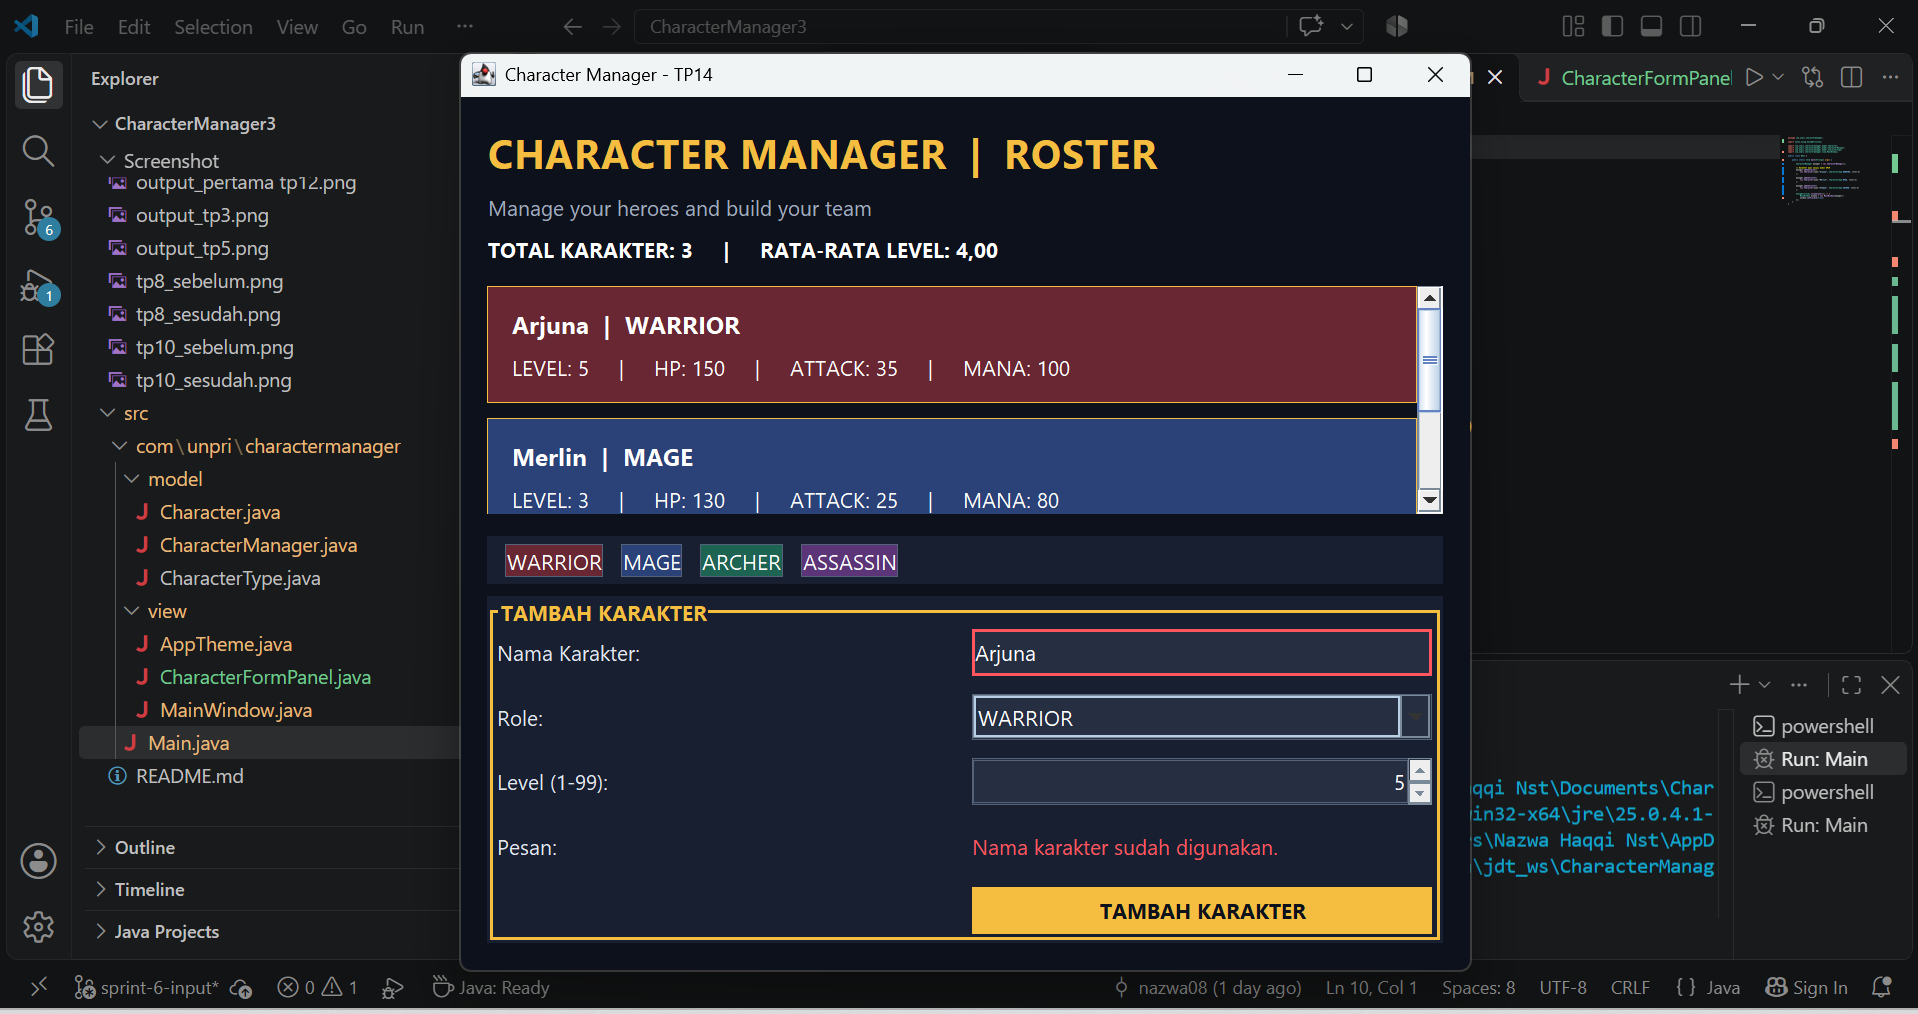 File Edit Selection View Go Run ··· CharacterManager3
Explorer
CharacterManager3
Screenshot
output_pertama tp12.png
output_tp3.png
output_tp5.png
tp8_sebelum.png
tp8_sesudah.png
tp10_sebelum.png
tp10_sesudah.png
src
com\unpri\charactermanager
model
J Character.java
J CharacterManager.java
J CharacterType.java
view
J AppTheme.java
J CharacterFormPanel.java
J MainWindow.java
J Main.java
README.md
Outline
Timeline
Java Projects
6
1
Character Manager - TP14
CHARACTER MANAGER | ROSTER
Manage your heroes and build your team
TOTAL KARAKTER: 3 | RATA-RATA LEVEL: 4,00
Arjuna | WARRIOR
LEVEL: 5 | HP: 150 | ATTACK: 35 | MANA: 100
Merlin | MAGE
LEVEL: 3 | HP: 130 | ATTACK: 25 | MANA: 80
WARRIOR MAGE ARCHER ASSASSIN
TAMBAH KARAKTER
Nama Karakter: Arjuna
Role: WARRIOR
Level (1-99): 5
Pesan: Nama karakter sudah digunakan.
TAMBAH KARAKTER
J CharacterFormPanel
powershell
Run: Main
powershell
Run: Main
qqi Nst\Documents\Char
in32-x64\jre\25.0.4.1-
s\Nazwa Haqqi Nst\AppD
\jdt_ws\CharacterManag
sprint-6-input* 0 1 Java: Ready nazwa08 (1 day ago) Ln 10, Col 1 Spaces: 8 UTF-8 CRLF {} Java Sign In